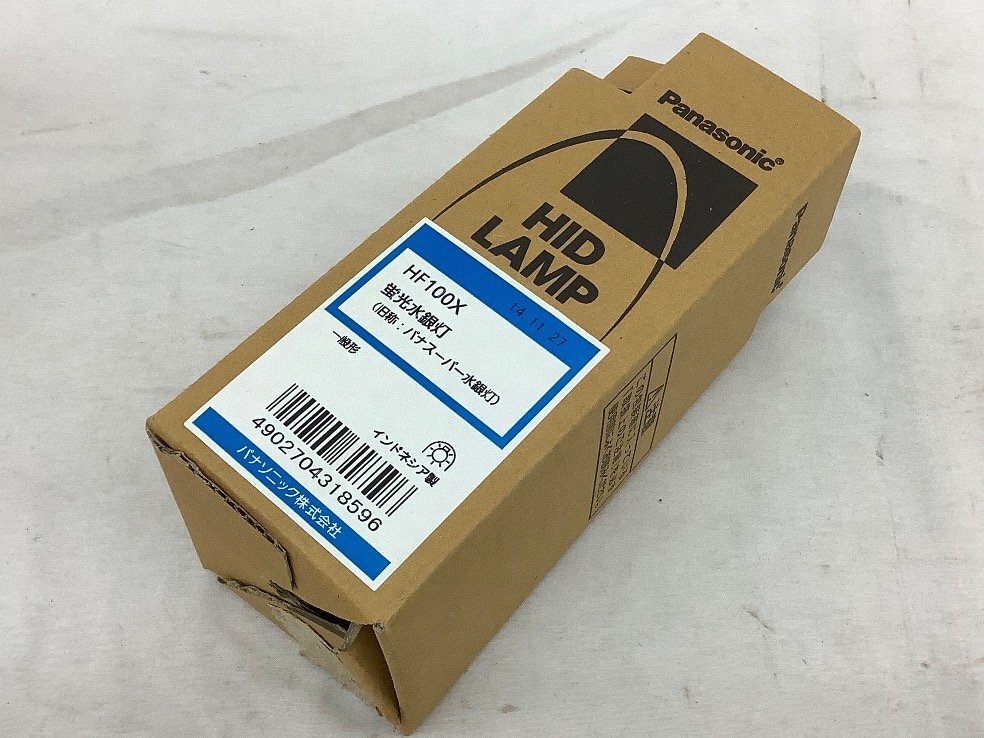 Panasonic®
HID
LAMP
Panasonic
HF100X
14.11.27
蛍光水銀灯
(旧称：パナスーパー水銀灯)
一般形
インドネシア製
4902704318596
パナソニック株式会社